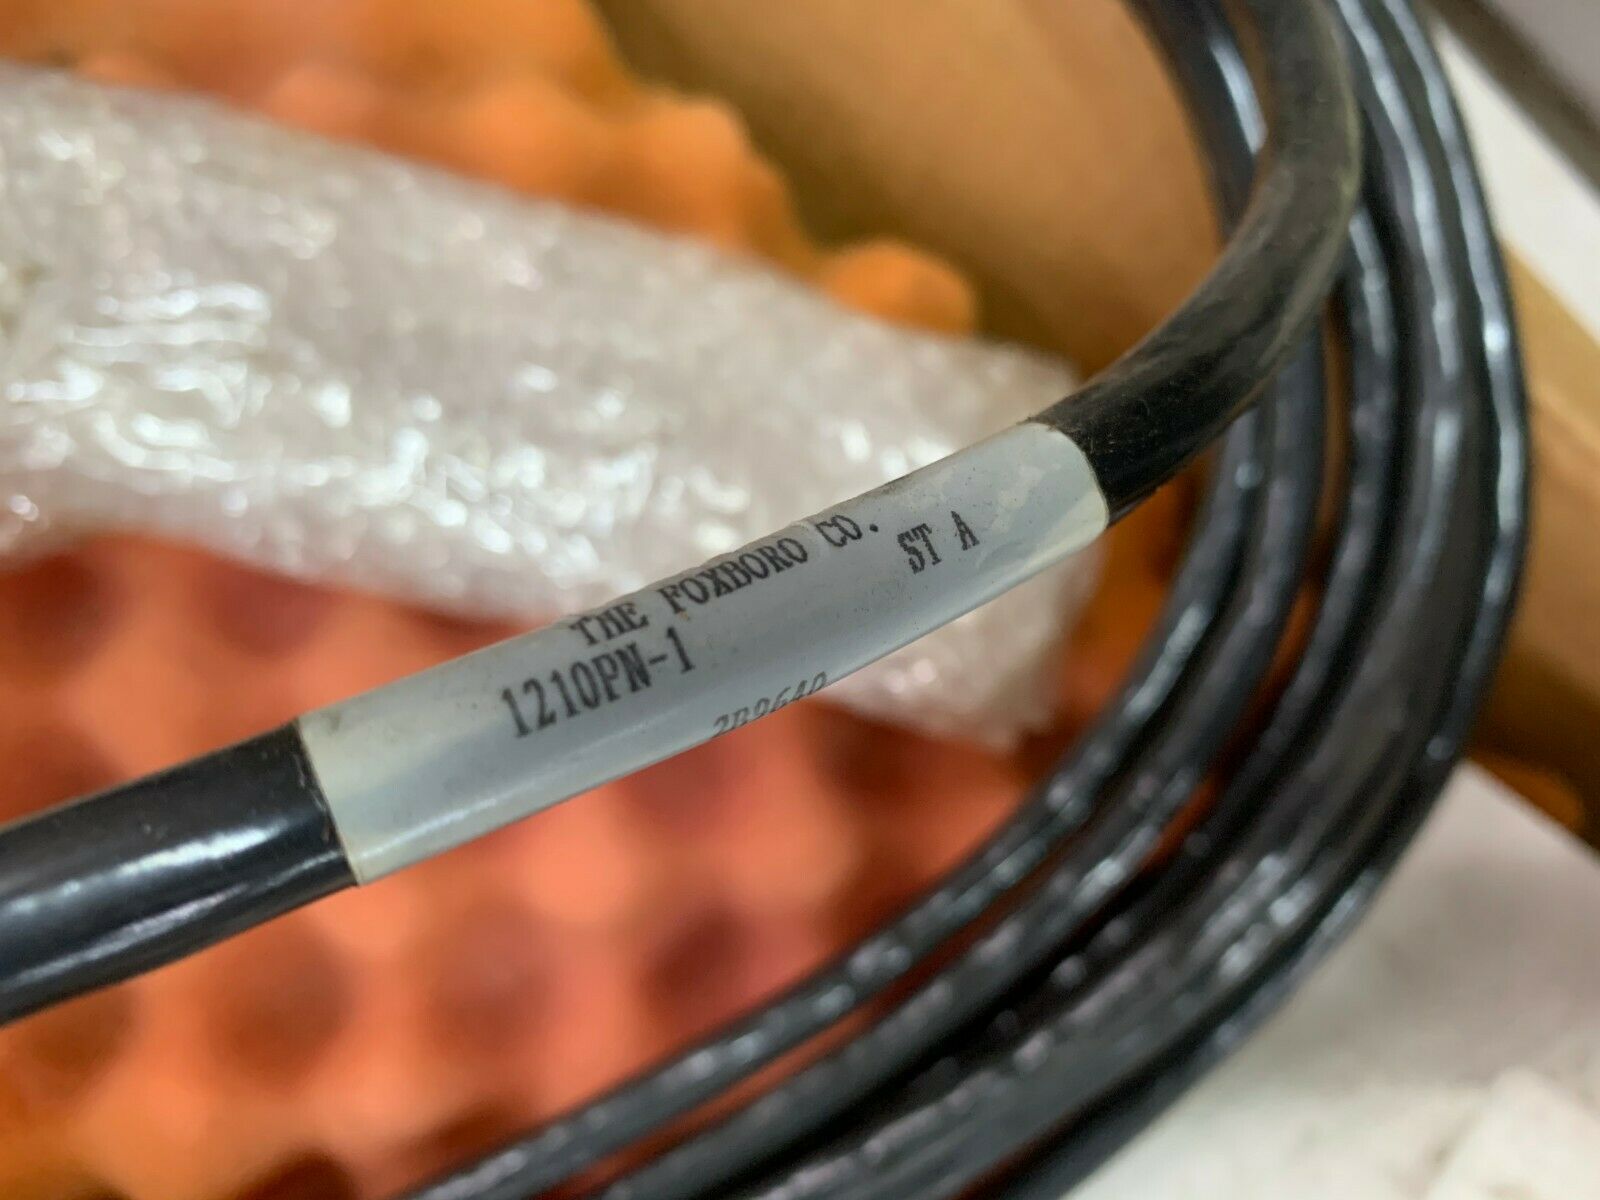 THE FOXBORO CO.
1210PN-1 ST A